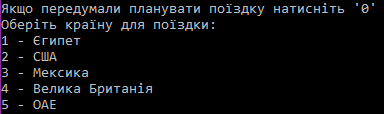 Якщо передумали планувати поїздку натисніть '0'
Оберіть країну для поїздки:
1 - Єгипет
2 - США
3 - Мексика
4 - Велика Британія
5 - ОАЕ